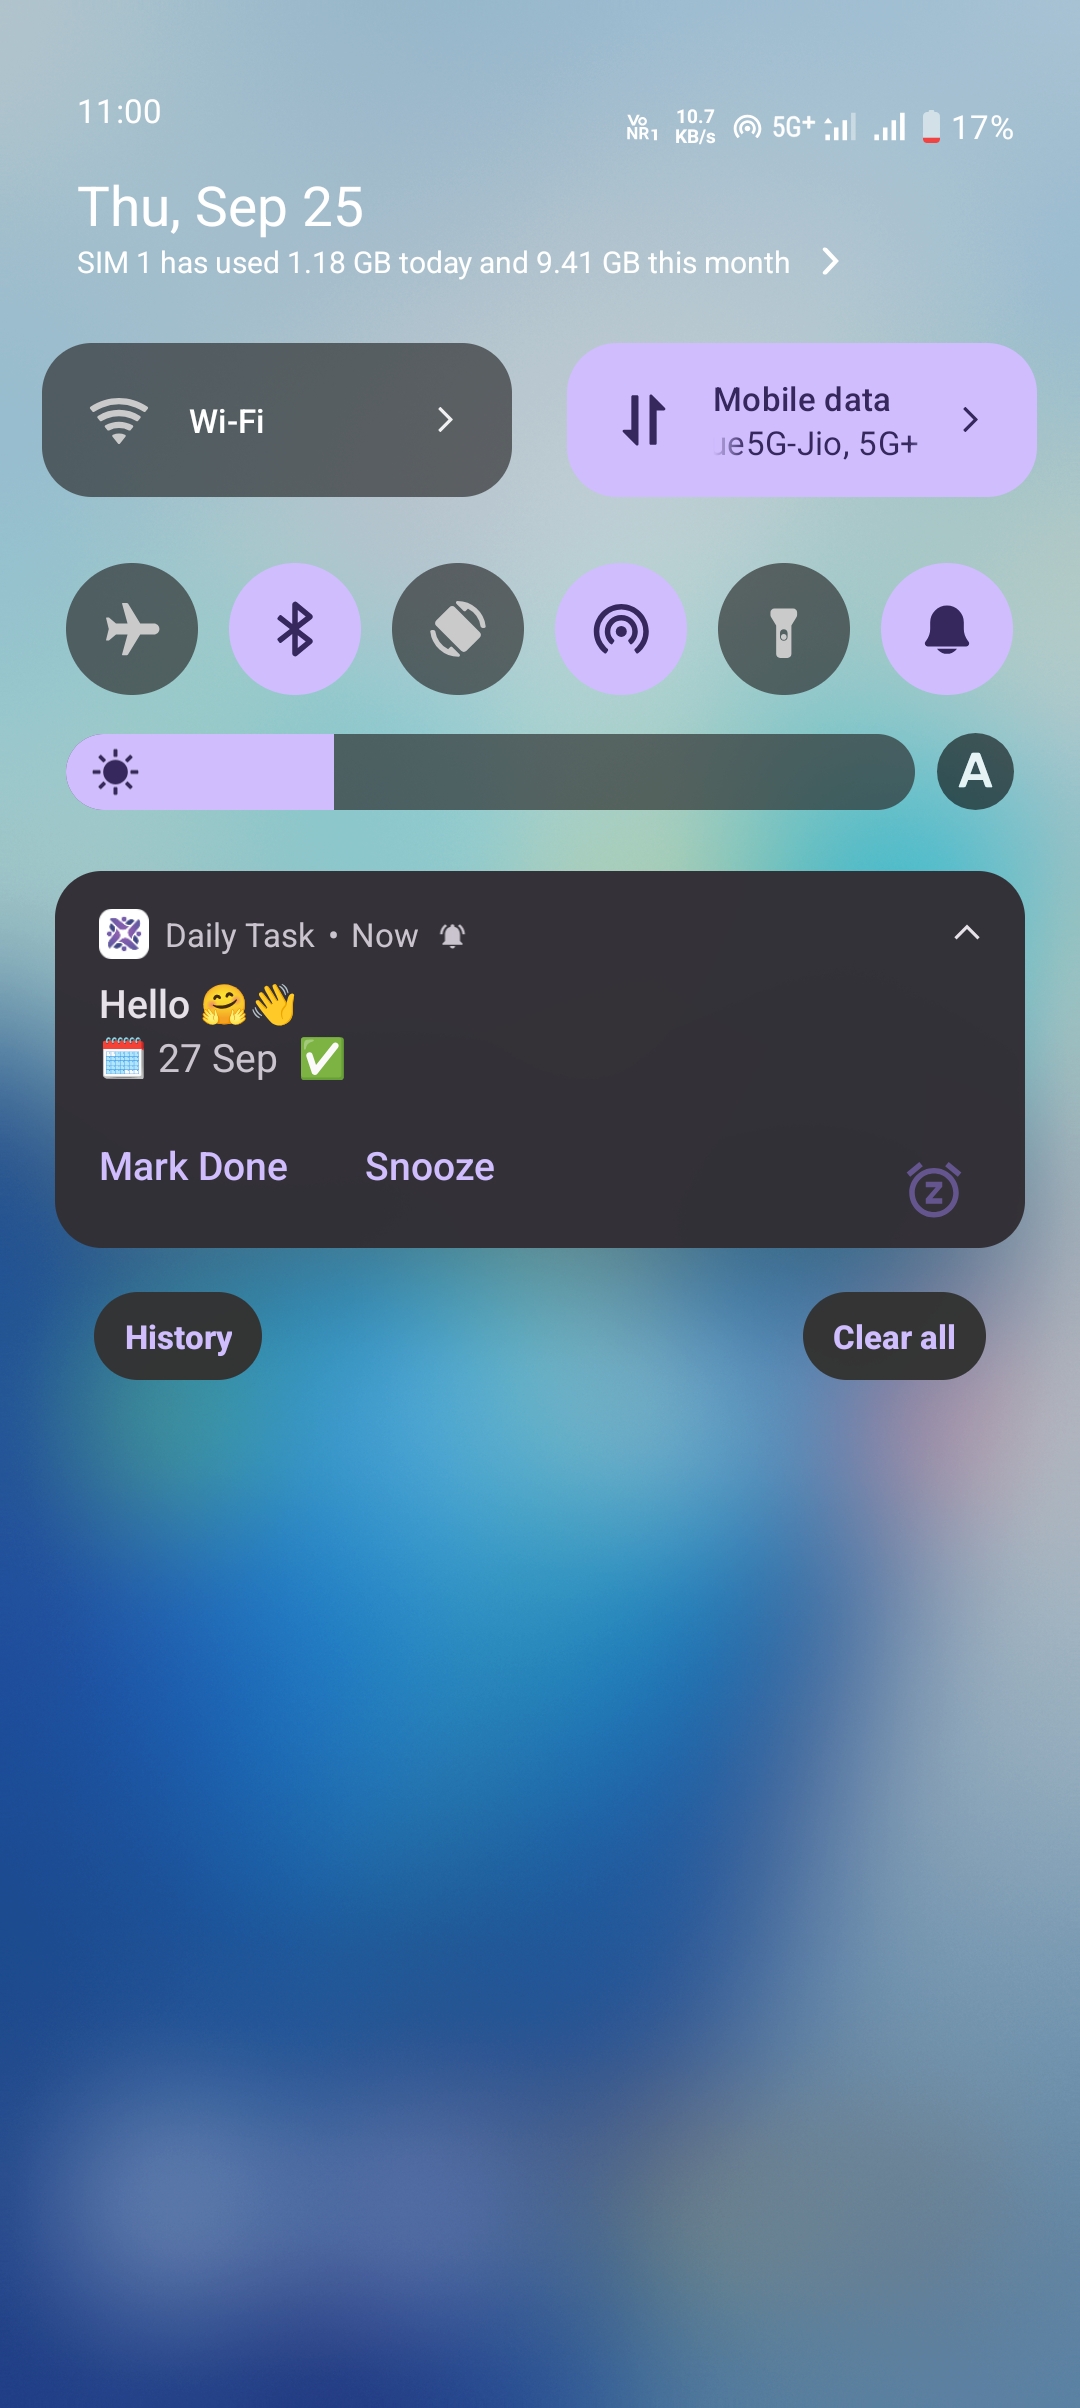 11:00
Vo
NR1
10.7
KB/s
5G+
17%
Thu, Sep 25
SIM 1 has used 1.18 GB today and 9.41 GB this month
Wi-Fi
Mobile data
ue5G-Jio, 5G+
A
Daily Task • Now
Hello 🤗👋
🗓️ 27 Sep ✅
Mark Done Snooze
History Clear all